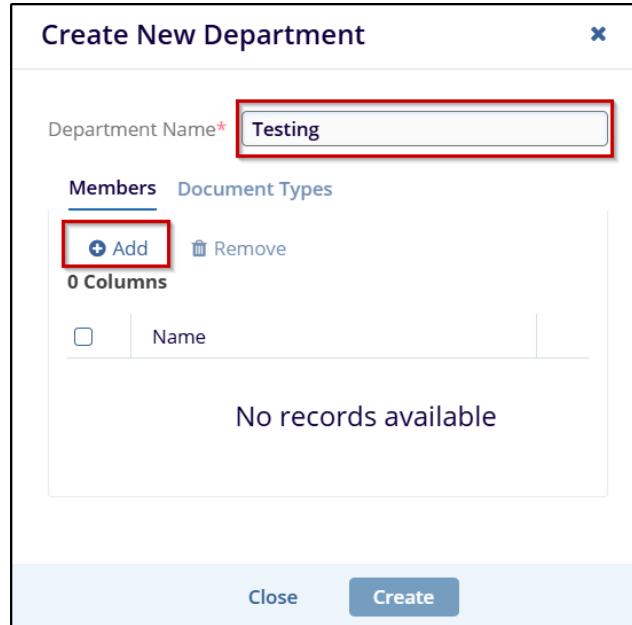 Create New Department
Department Name* Testing
Members Document Types
Add Remove
0 Columns
Name
No records available
Close Create